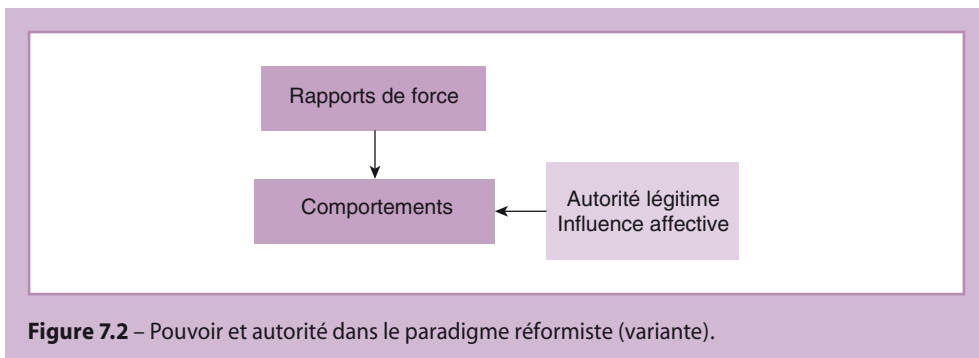 Rapports de force
Comportements
Autorité légitime
Influence affective
Figure 7.2 – Pouvoir et autorité dans le paradigme réformiste (variante).